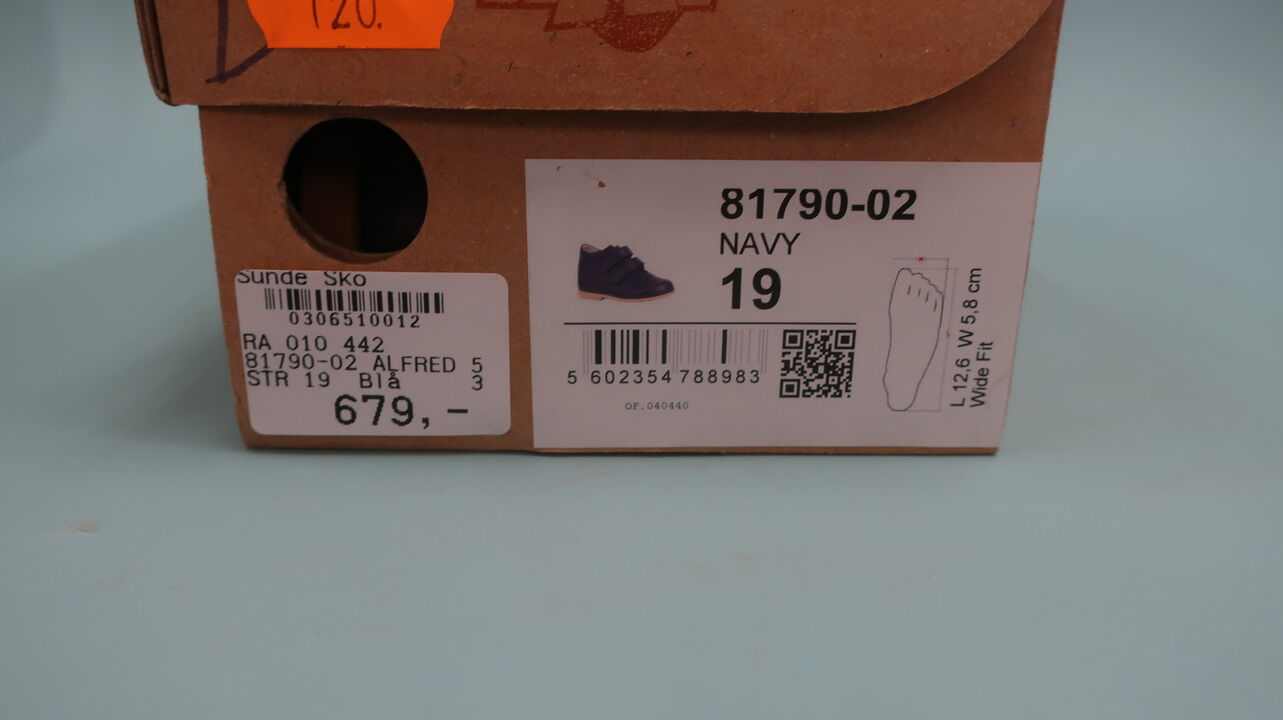 120.
Sunde Sko
0306510012
RA 010 442
81790-02 ALFRED 5
STR 19 Blå 3
679,-
81790-02
NAVY
19
5 602354 788983
OF.040440
L 12,6 W 5,8 cm
Wide Fit